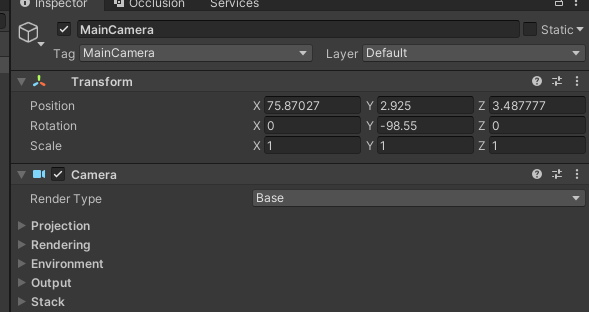 Inspector Occlusion Services
MainCamera Static
Tag MainCamera Layer Default
Transform
Position X 75.87027 Y 2.925 Z 3.487777
Rotation X 0 Y -98.55 Z 0
Scale X 1 Y 1 Z 1
Camera
Render Type Base
Projection
Rendering
Environment
Output
Stack